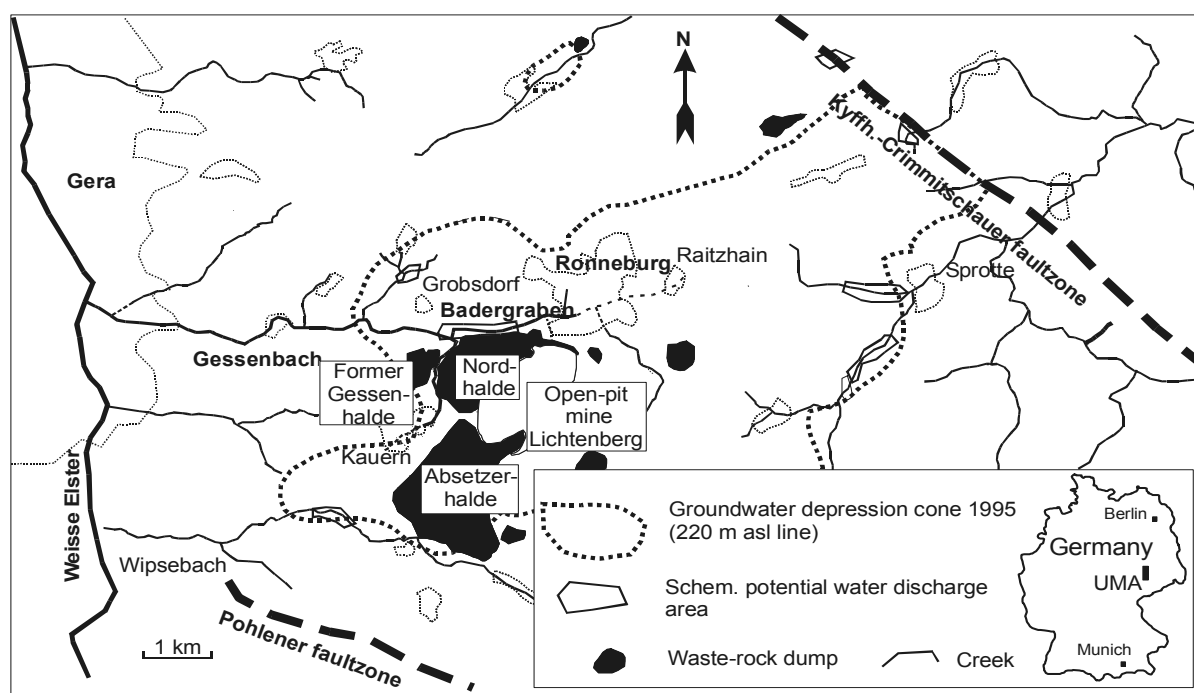 N
Kyffh.-Crimmitschauer faultzone
Gera
Ronneburg
Raitzhain
Grobsdorf
Sprotte
Badergraben
Gessenbach
Former
Gessen-
halde
Nord-
halde
Open-pit
mine
Lichtenberg
Kauern
Absetzer-
halde
Weisse Elster
Wipsebach
Pohlener faultzone
1 km
Groundwater depression cone 1995
(220 m asl line)
Schem. potential water discharge
area
Waste-rock dump
Creek
Berlin
Germany
UMA
Munich